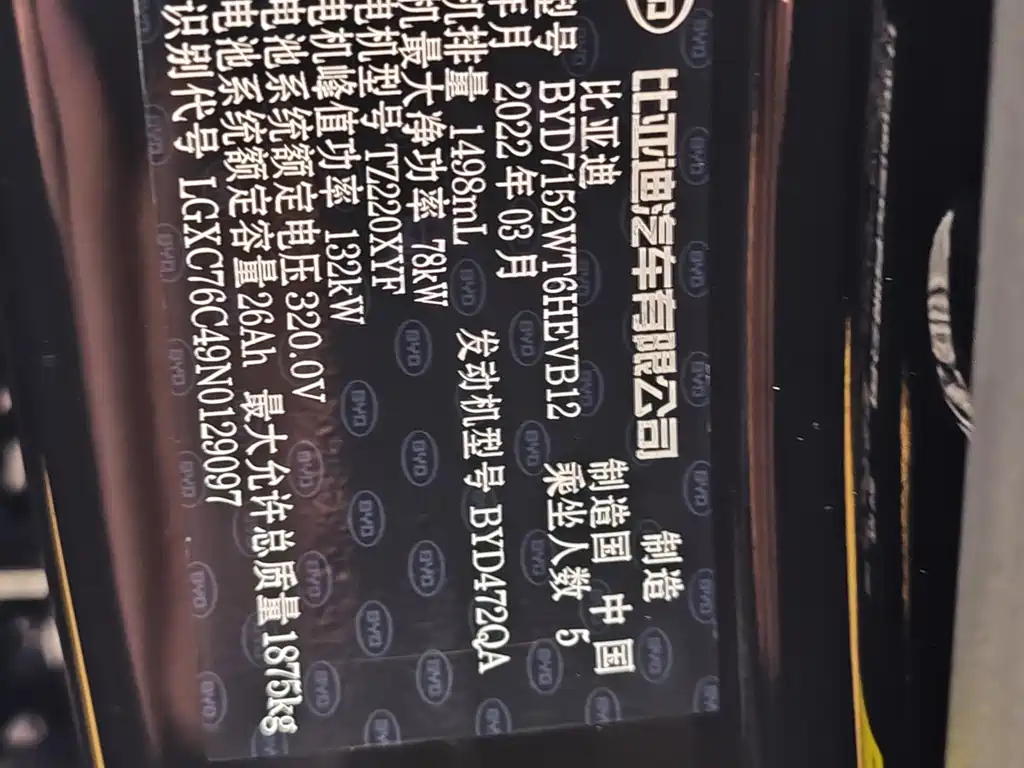 比亚迪汽车有限公司 制造
比亚迪 制造国 中国
型号 BYD7152WT6HEVB12 乘坐人数 5
年月 2022年03月
机排量 1498mL 发动机型号 BYD472QA
机最大净功率 78kW
电机型号 TZ220XYF
电机峰值功率 132kW
电池系统额定电压 320.0V
电池系统额定容量 26Ah 最大允许总质量 1875kg
识别代号 LGXC76C49N0129097